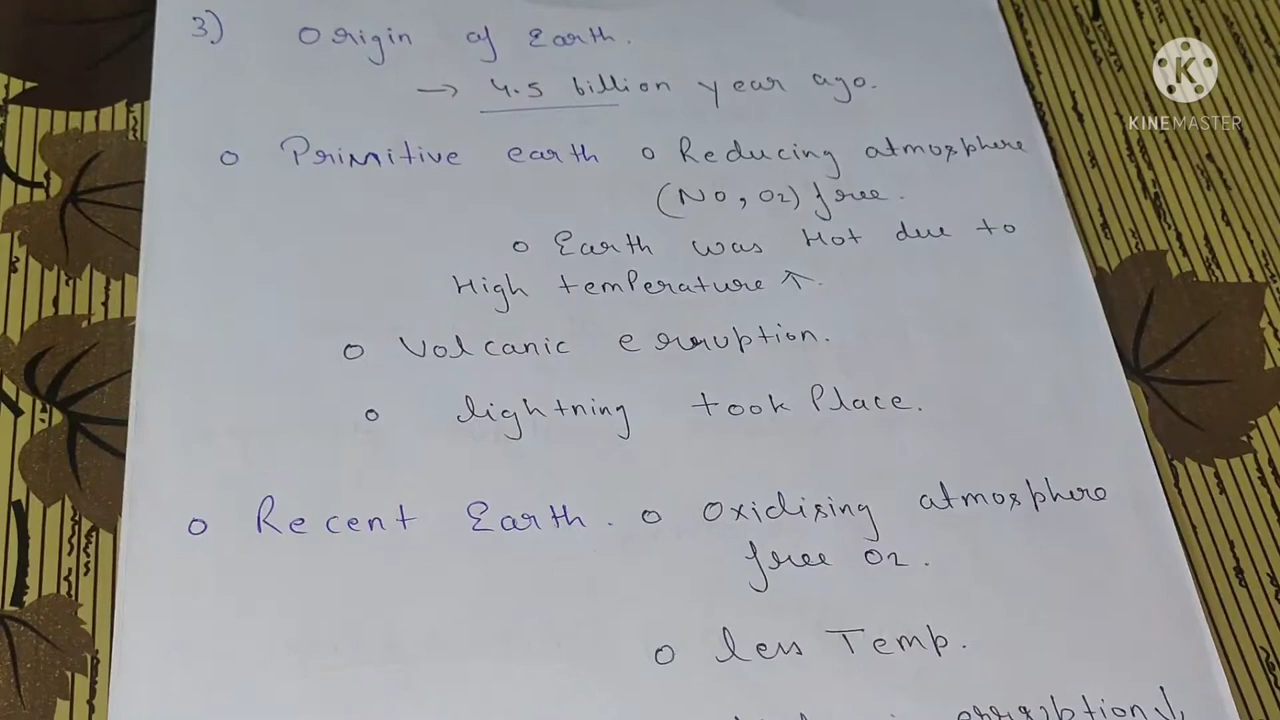 3) Origin of Earth.
→ 4.5 billion year ago.
o Primitive earth o Reducing atmosphere
(NO, O2) free.
o Earth was Hot due to
High temperature ↑.
o Volcanic erruption.
o lightning took Place.
o Recent Earth. o Oxidising atmosphere
free O2.
o less Temp.
KINEMASTER